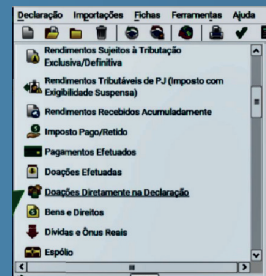 Declaração Importações Fichas Ferramentas Ajuda
Rendimentos Sujeitos à Tributação
Exclusiva/Definitiva
Rendimentos Tributáveis de PJ (Imposto com
Exigibilidade Suspensa)
Rendimentos Recebidos Acumuladamente
Imposto Pago/Retido
Pagamentos Efetuados
Doações Efetuadas
Doações Diretamente na Declaração
Bens e Direitos
Dívidas e Ônus Reais
Espólio